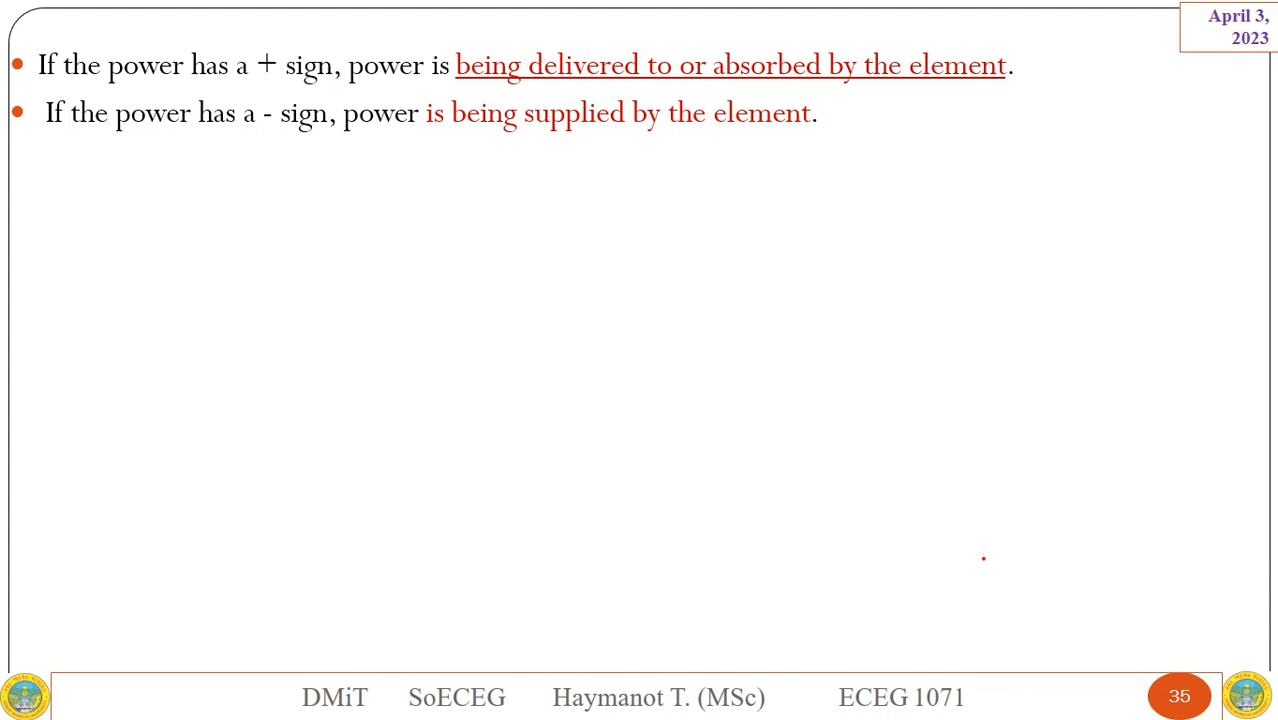 April 3,
2023
• If the power has a + sign, power is being delivered to or absorbed by the element.
• If the power has a - sign, power is being supplied by the element.
DMiT SoECEG Haymanot T. (MSc) ECEG 1071
35